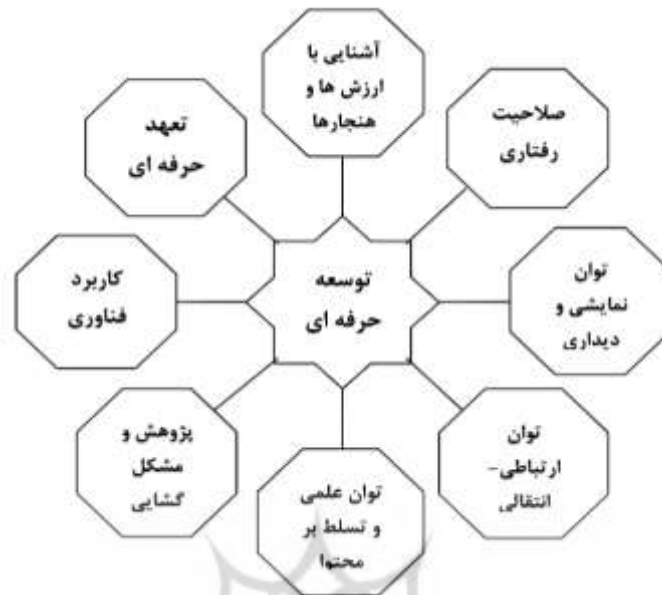 آشنایی با
ارزش ها و
هنجارها
صلاحیت
رفتاری
تعهد
حرفه ای
توان
نمایشی و
دیداری
توسعه
حرفه ای
کاربرد
فناوری
توان
ارتباطی-
انتقالی
پژوهش و
مشکل
گشایی
توان علمی
و تسلط بر
محتوا